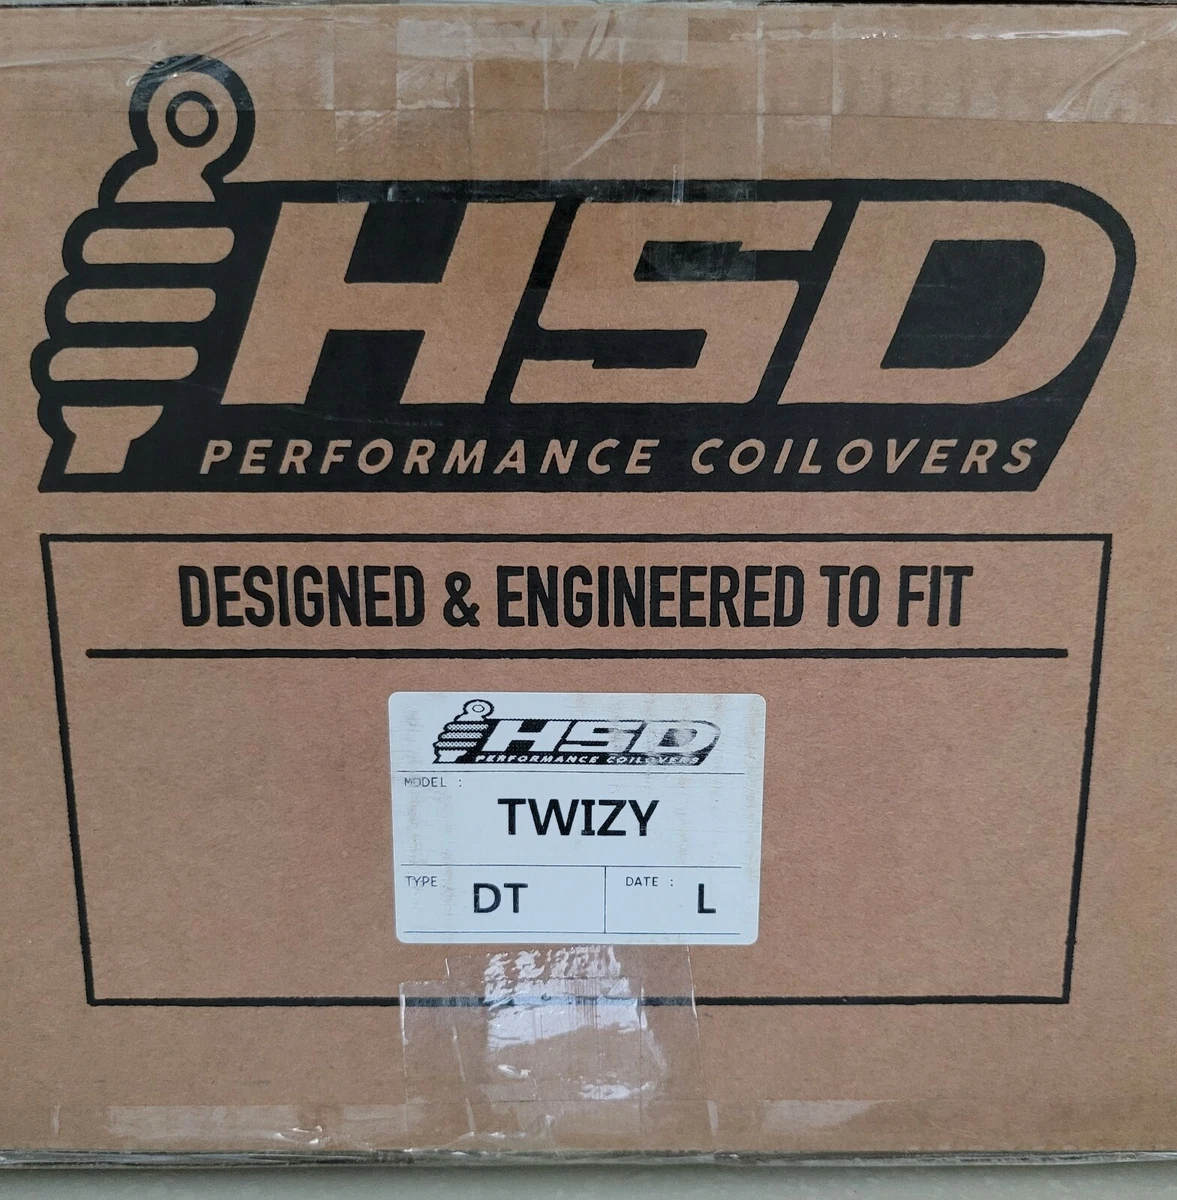 HSD
PERFORMANCE COILOVERS
DESIGNED & ENGINEERED TO FIT
HSD
PERFORMANCE COILOVERS
MODEL :
TWIZY
TYPE : DT
DATE : L